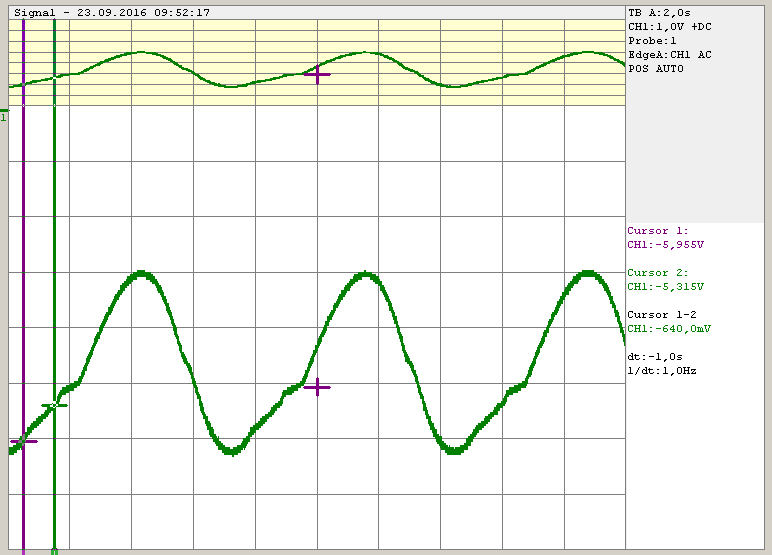 Signal - 23.09.2016 09:52:17
TB A:2,0s
CH1:1,0V +DC
Probe:1
EdgeA:CH1 AC
POS AUTO
1
Cursor 1:
CH1:-5,955V
Cursor 2:
CH1:-5,315V
Cursor 1-2
CH1:-640,0mV
dt:-1,0s
1/dt:1,0Hz